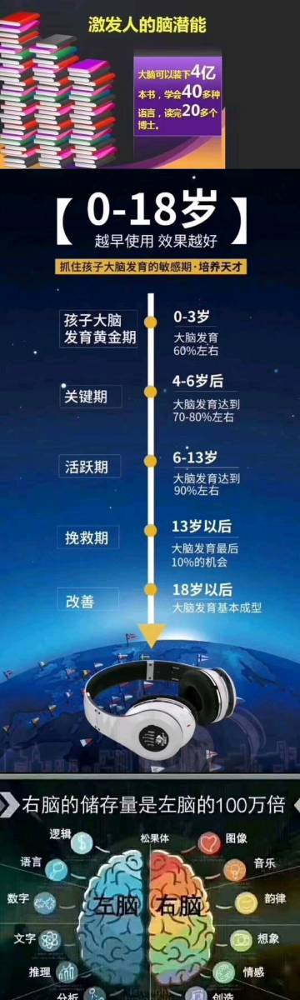 激发人的脑潜能
大脑可以装下4亿
本书，学会40多种
语言，读完20多个
博士。
【0-18岁】
越早使用 效果越好
抓住孩子大脑发育的敏感期·培养天才
孩子大脑
发育黄金期
0-3岁
大脑发育
60%左右
关键期
4-6岁后
大脑发育达到
70-80%左右
活跃期
6-13岁
大脑发育达到
90%左右
挽救期
13岁以后
大脑发育最后
10%的机会
改善
18岁以后
大脑发育基本成型
右脑的储存量是左脑的100万倍
逻辑
松果体
图像
语言
音乐
数字
左脑
右脑
韵律
文字
想象
推理
情感
分析
创造